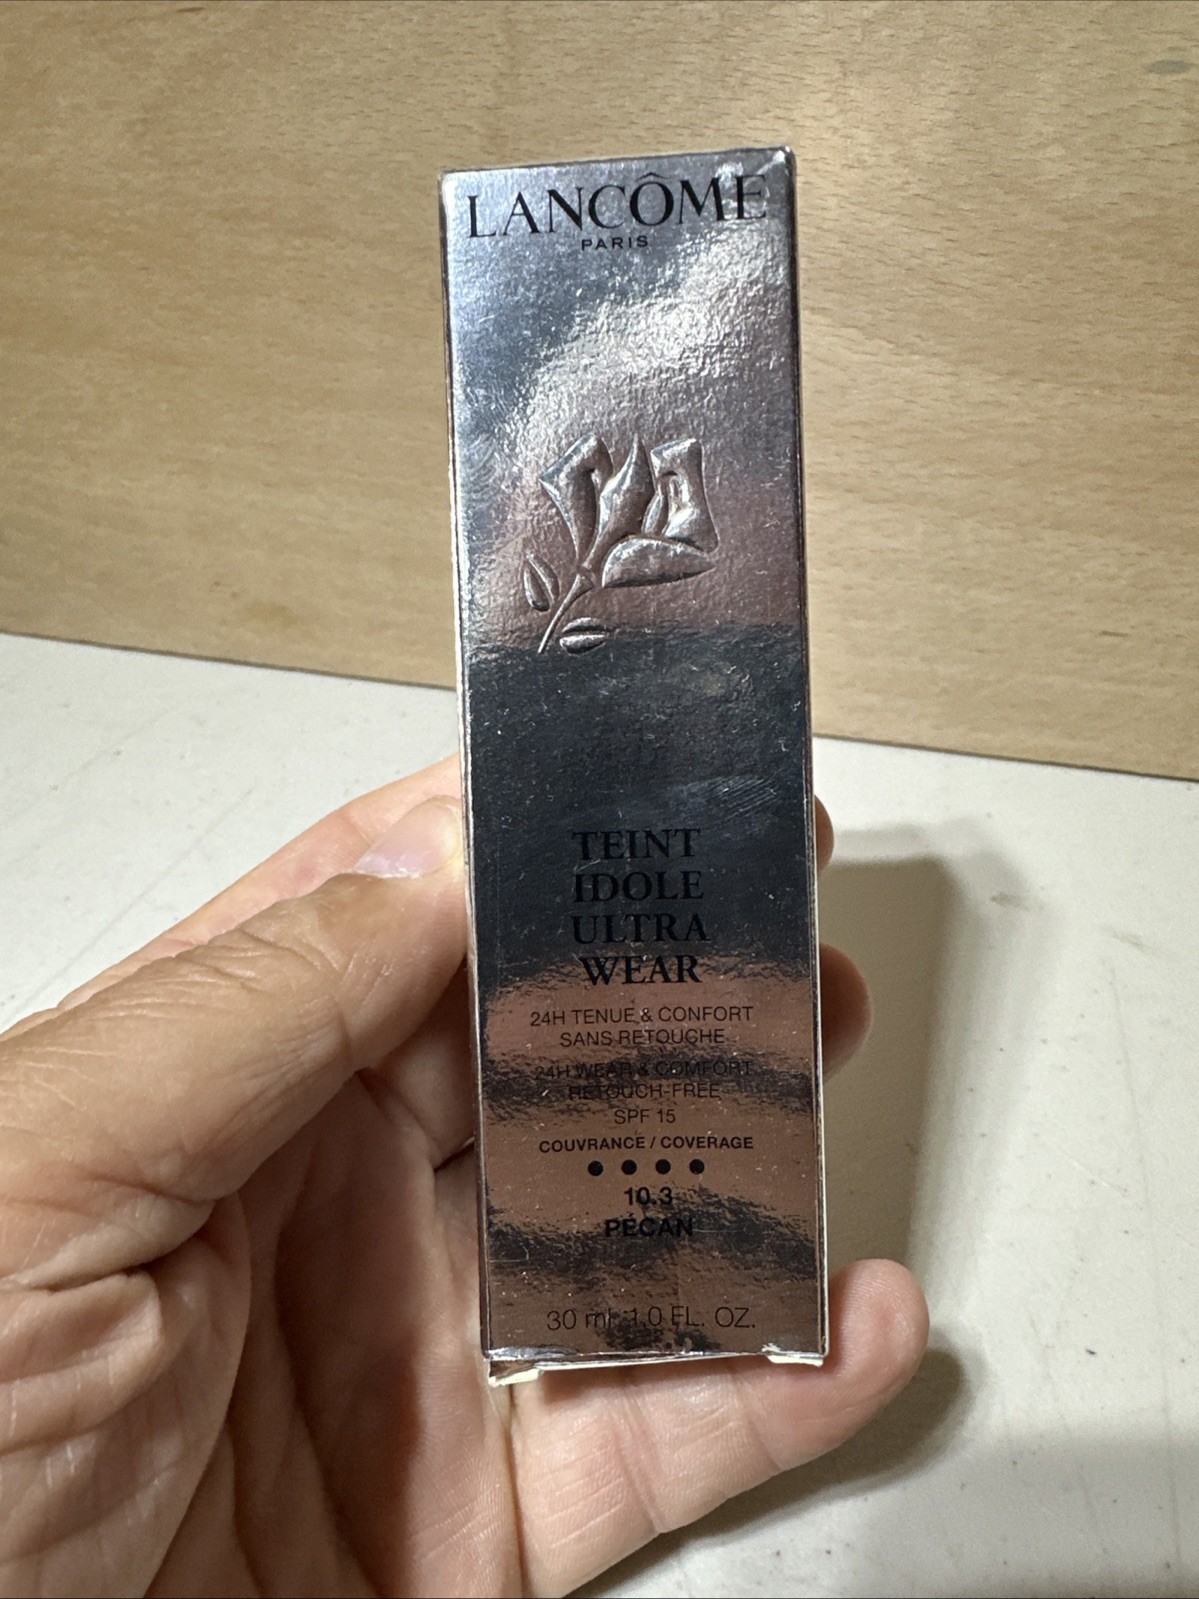 LANCÔME
PARIS
TEINT
IDOLE
ULTRA
WEAR
24H TENUE & CONFORT
SANS RETOUCHE
24H WEAR & COMFORT
RETOUCH-FREE
SPF 15
COUVRANCE / COVERAGE
10.3
PÉCAN
30 ml 1.0 FL. OZ.